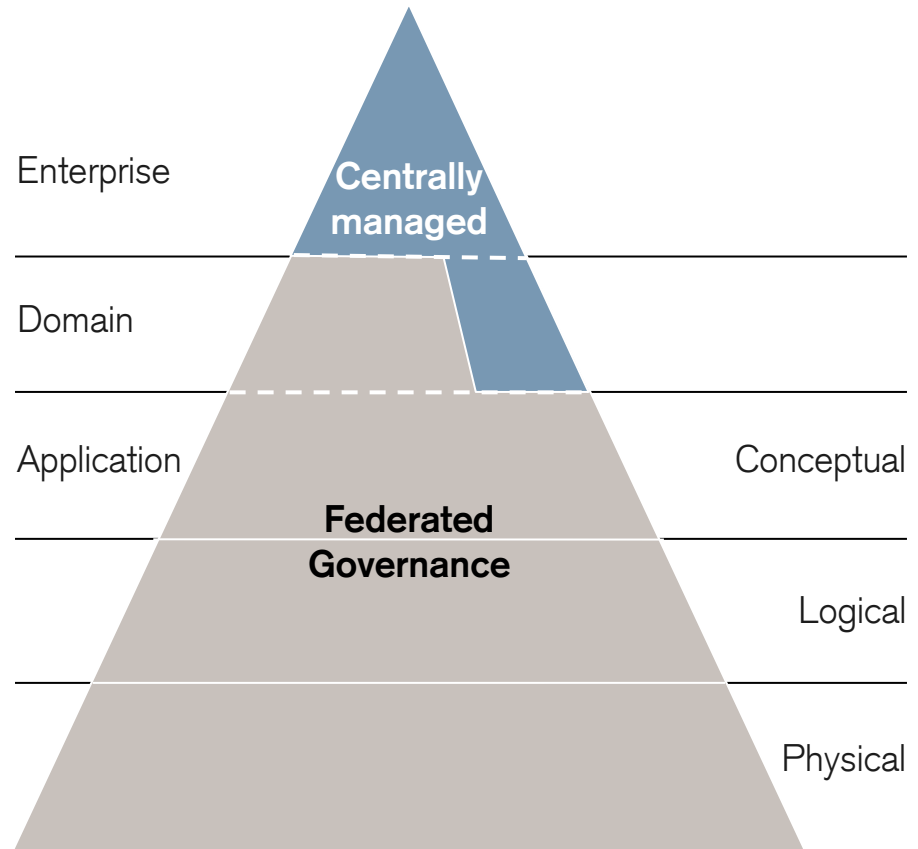 Enterprise
Centrally
managed
Domain
Application
Conceptual
Federated
Governance
Logical
Physical